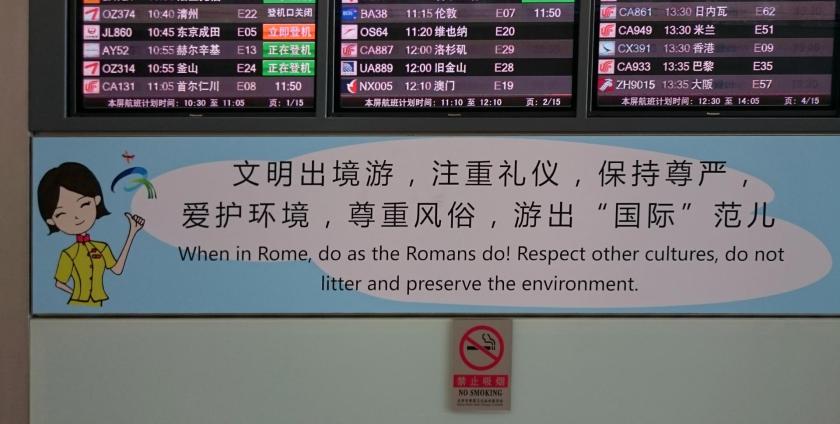 OZ374 10:40 清州 E22 登机口关闭
JL860 10:45 东京成田 E05 立即登机
AY52 10:55 赫尔辛基 E13 正在登机
OZ314 10:55 釜山 E24 正在登机
CA131 11:05 首尔仁川 E08 11:50
本屏航班计划时间：10:30 至 11:05 页：1/15
BA38 11:15 伦敦 E07 11:50
OS64 11:20 维也纳 E20
CA887 12:00 洛杉矶 E29
UA889 12:00 旧金山 E28
NX005 12:10 澳门 E19
本屏航班计划时间：11:10 至 12:10 页：2/15
CA861 13:30 日内瓦 E62
CA949 13:30 米兰 E51
CX391 13:30 香港 E09
CA933 13:35 巴黎 E35
ZH9015 13:35 大阪 E57
本屏航班计划时间：12:30 至 14:05 页：4/15
文明出境游，注重礼仪，保持尊严，
爱护环境，尊重风俗，游出“国际”范儿
When in Rome, do as the Romans do! Respect other cultures, do not
litter and preserve the environment.
禁止吸烟
NO SMOKING